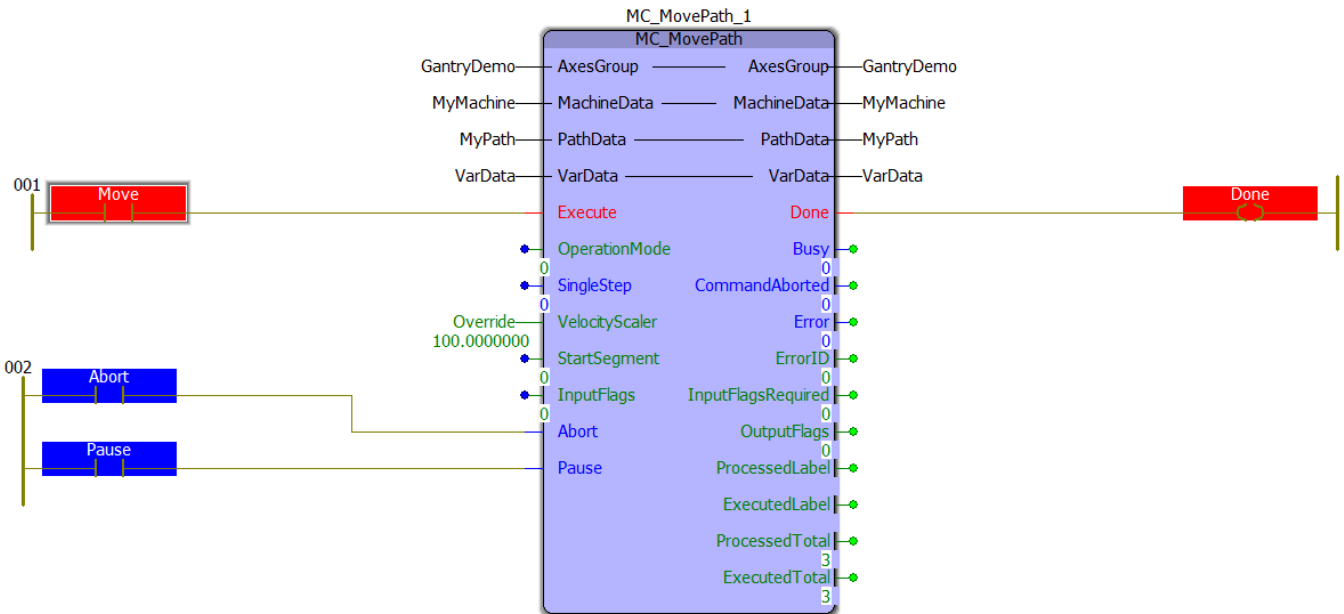 MC_MovePath_1
MC_MovePath
GantryDemo AxesGroup AxesGroup GantryDemo
MyMachine MachineData MachineData MyMachine
MyPath PathData PathData MyPath
VarData VarData VarData VarData
001 Move Execute Done Done
OperationMode Busy
0 0
SingleStep CommandAborted
0 0
Override VelocityScaler Error
100.0000000 0
StartSegment ErrorID
0 0
002 Abort InputFlags InputFlagsRequired
0 0
Abort OutputFlags
0
Pause Pause ProcessedLabel
ExecutedLabel
ProcessedTotal
3
ExecutedTotal
3